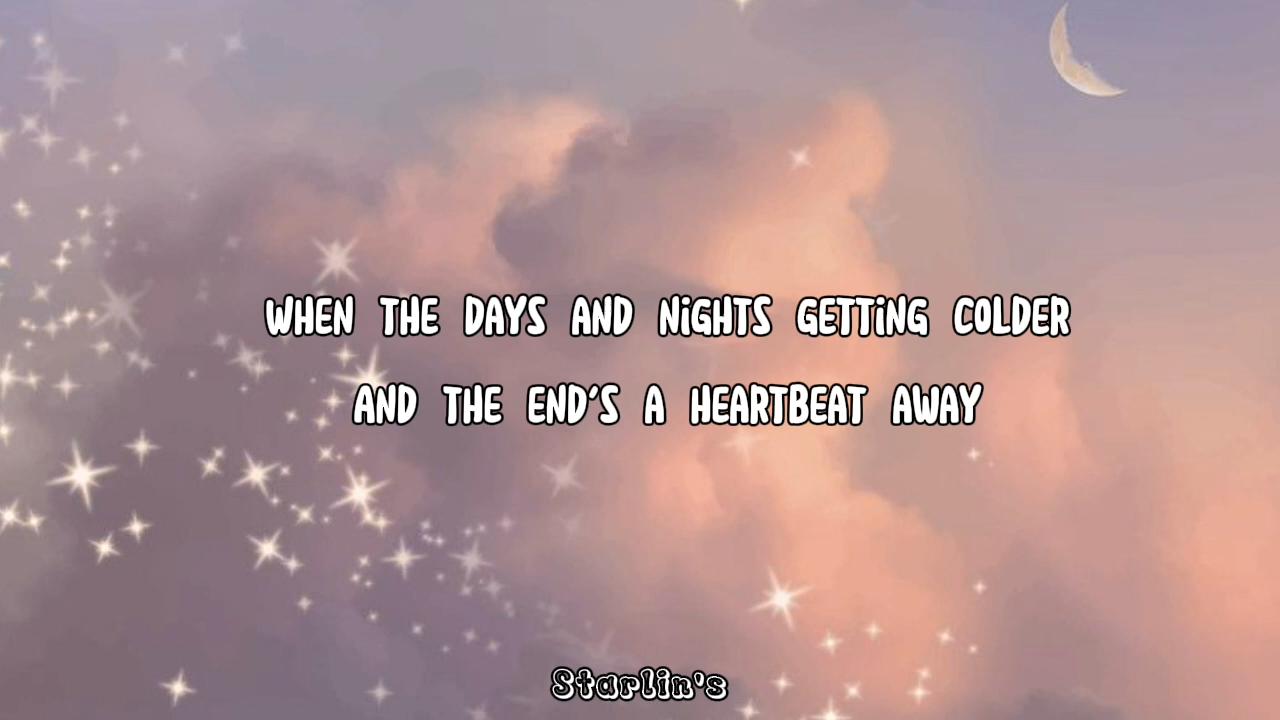 WHEN THE DAYS AND NiGHTS GETTiNG COLDER
AND THE END'S A HEARTBEAT AWAY
Starlin's